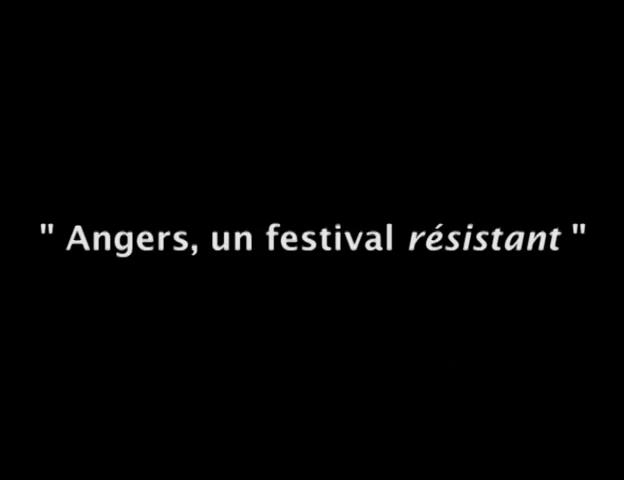 " Angers, un festival résistant "